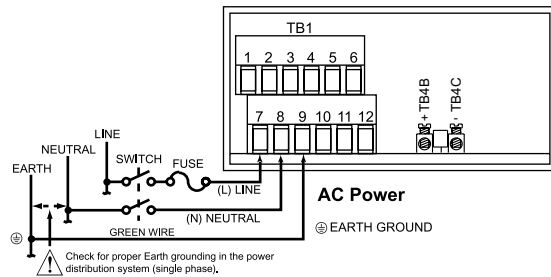 TB1
1 2 3 4 5 6
7 8 9 10 11 12
+ TB4B
- TB4C
LINE
NEUTRAL
EARTH
SWITCH
FUSE
(L) LINE
(N) NEUTRAL
GREEN WIRE
AC Power
EARTH GROUND
! Check for proper Earth grounding in the power
distribution system (single phase).